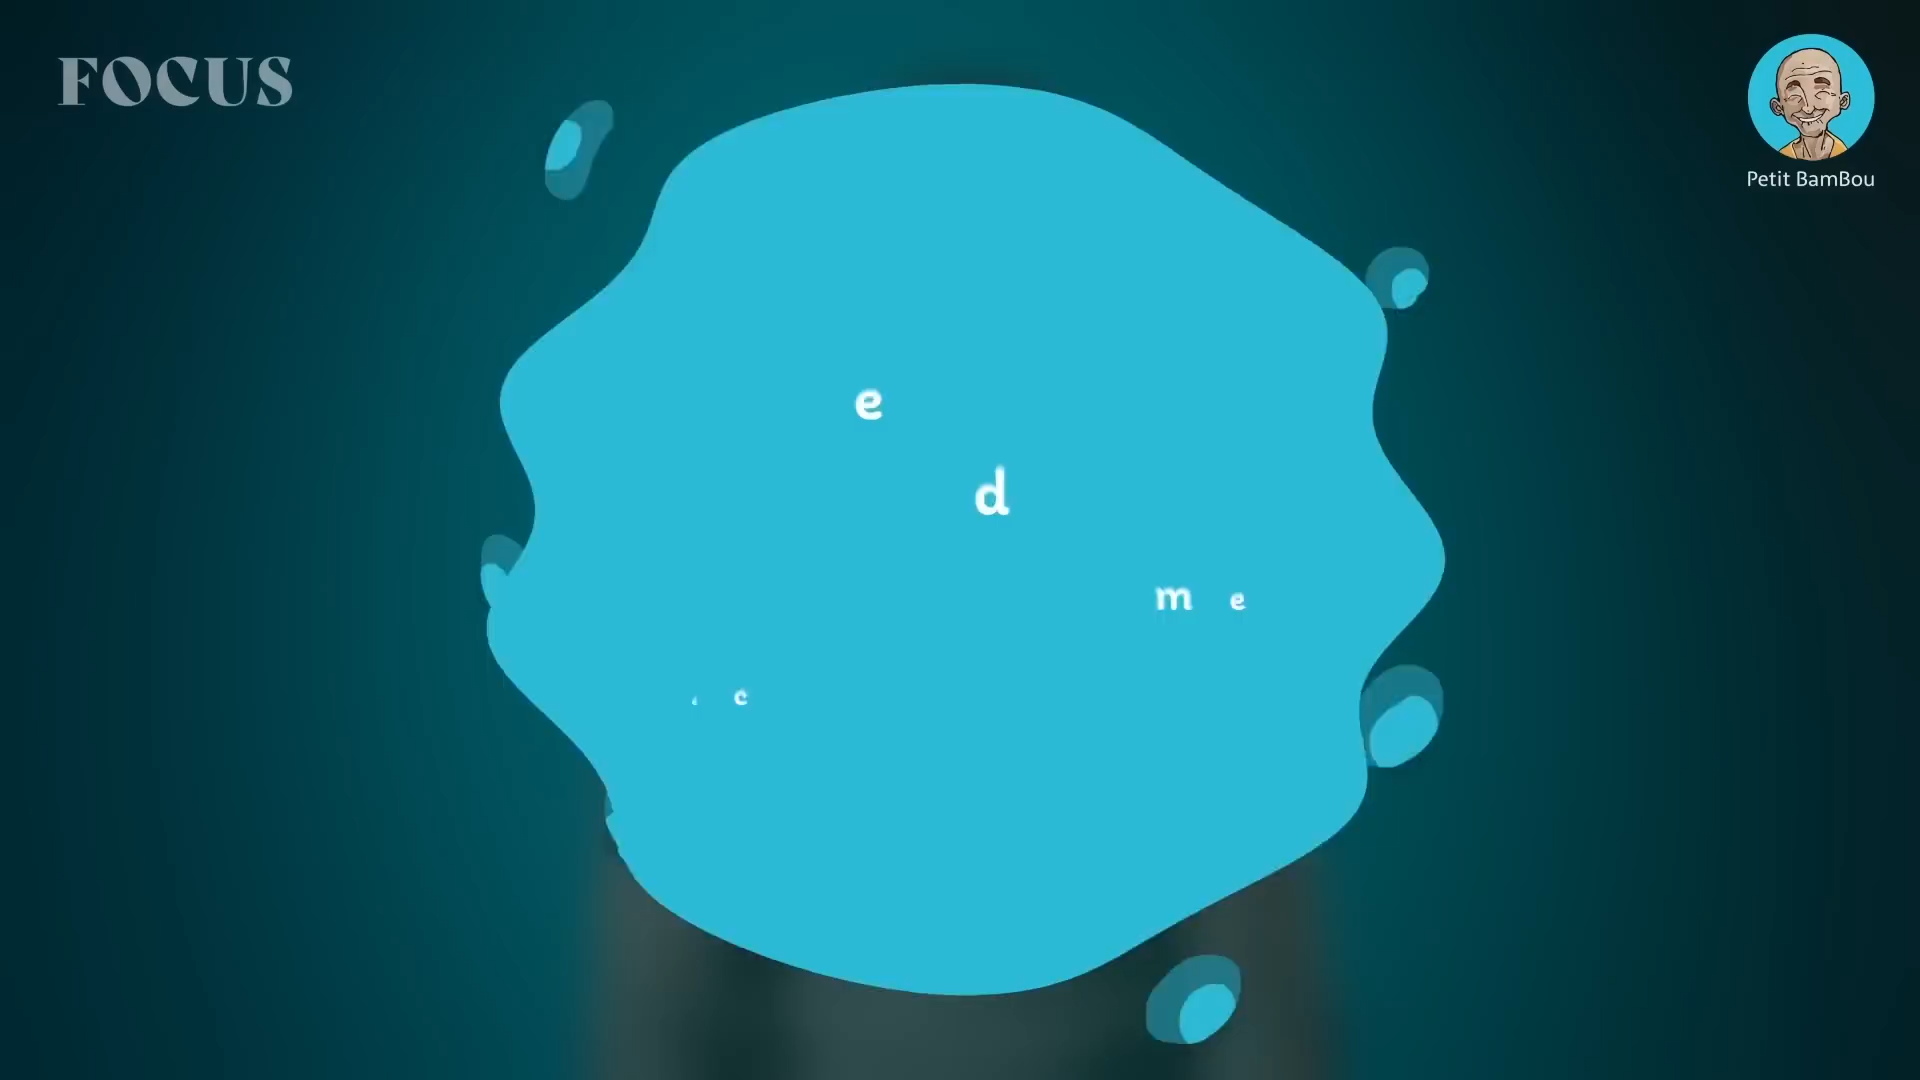 FOCUS
Petit BamBou
e
d
m e
c